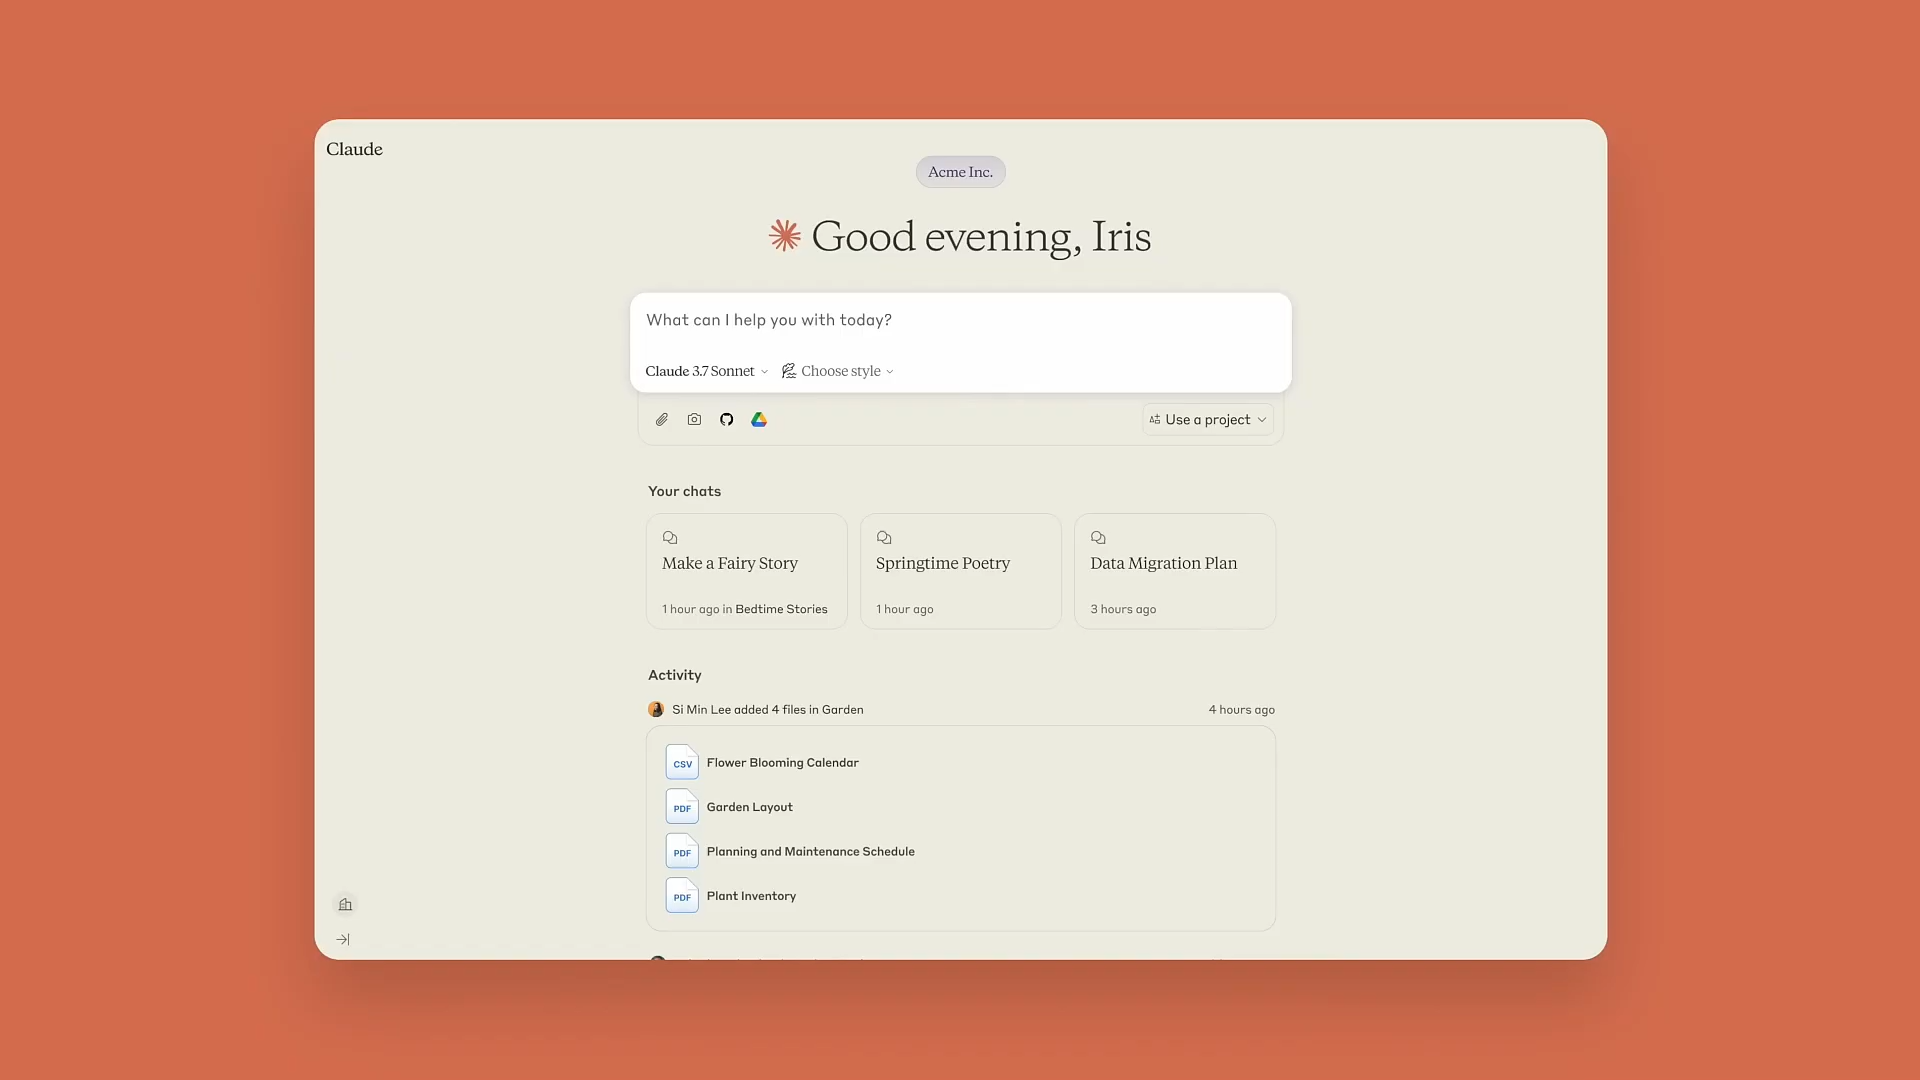 Claude
Acme Inc.
Good evening, Iris
What can I help you with today?
Claude 3.7 Sonnet Choose style
Use a project
Your chats
Make a Fairy Story
1 hour ago in Bedtime Stories
Springtime Poetry
1 hour ago
Data Migration Plan
3 hours ago
Activity
Si Min Lee added 4 files in Garden 4 hours ago
CSV Flower Blooming Calendar
PDF Garden Layout
PDF Planning and Maintenance Schedule
PDF Plant Inventory